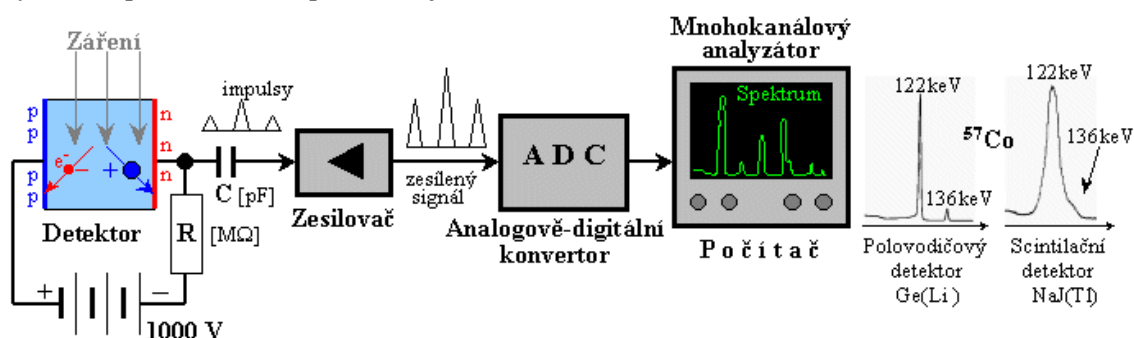 Záření
p
p
p
p
n
n
n
n
e-
−
+
impulsy
C [pF]
R
[MΩ]
Detektor
+
−
1000 V
Zesilovač
zesílený
signál
A D C
Analogově-digitální
konvertor
Mnohokanálový
analyzátor
Spektrum
Počítač
122keV
136keV
Polovodičový
detektor
Ge(Li)
57Co
122keV
136keV
Scintilační
detektor
NaJ(Tl)